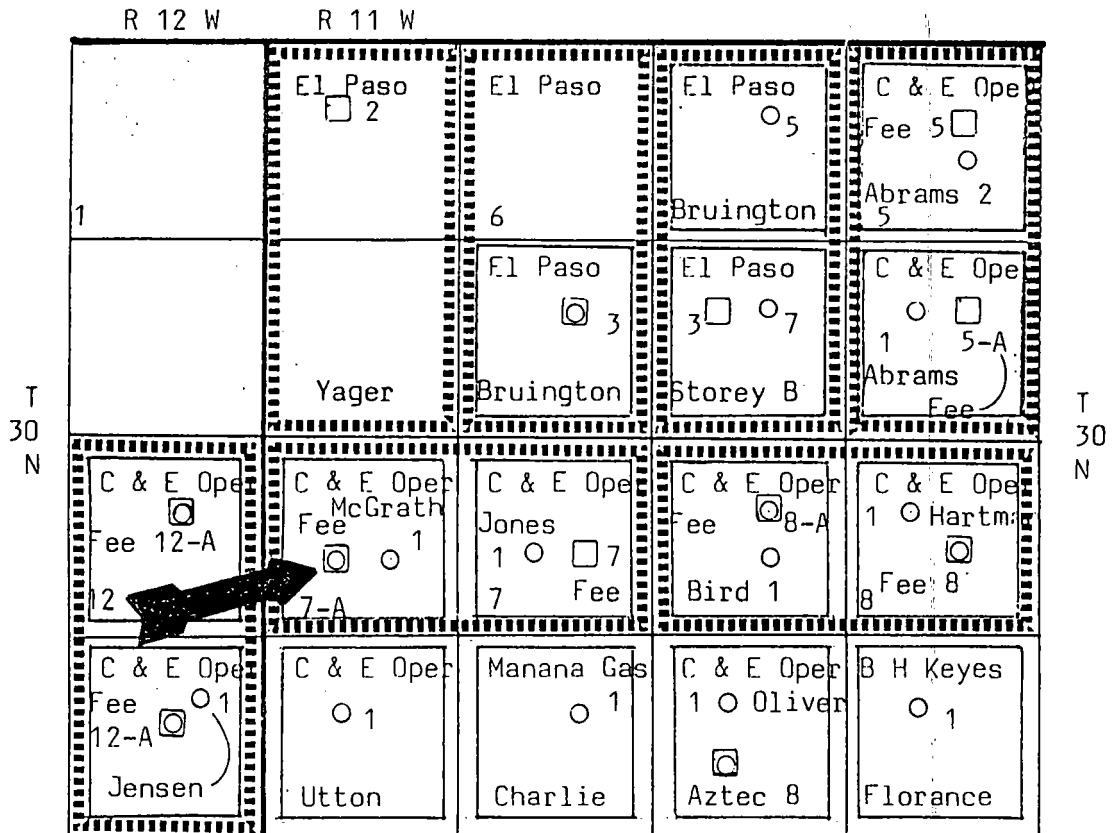 R 12 W
R 11 W
El Paso
2
El Paso
El Paso
5
C & E Ope
Fee 5
Abrams 2
1
6
Bruington
5
El Paso
3
El Paso
3
7
C & E Ope
1
5-A
Abrams
Fee
Yager
Bruington
Storey B
T
30
N
T
30
N
C & E Ope
Fee 12-A
12
C & E Oper
McGrath
Fee
1
7-A
C & E Ope
Jones
1
7
7
Fee
C & E Oper
Fee
8-A
Bird 1
C & E Ope
1
Hartma
Fee 8
8
C & E Ope
Fee
1
12-A
Jensen
C & E Oper
1
Utton
Manana Gas
1
Charlie
C & E Oper
1
Oliver
Aztec 8
B H Keyes
1
Florance